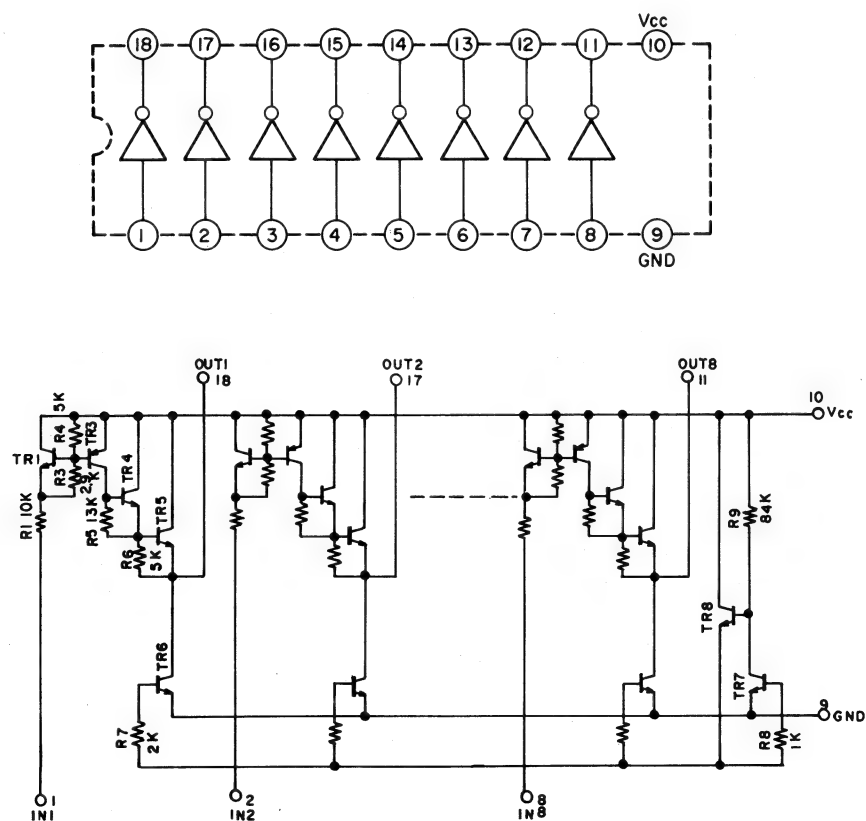 Vcc
18 17 16 15 14 13 12 11 10
1 2 3 4 5 6 7 8 9
GND
OUT1
18
OUT2
17
OUT8
11
10
Vcc
R4 5K
TR3
TR1
R3
2.9K
TR4
R1 10K
R5 13K
TR5
R6
5K
R9
84K
TR8
TR6
TR7
R7
2K
R8
1K
9
GND
1
IN1
2
IN2
8
IN8